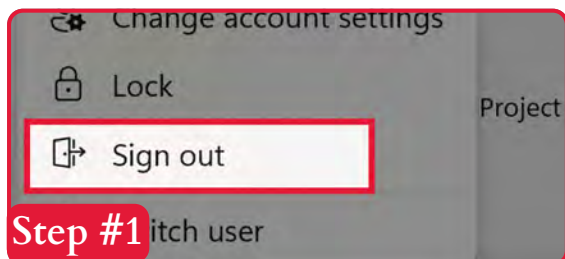 Change account settings
Lock
Project
Sign out
Step #1
itch user